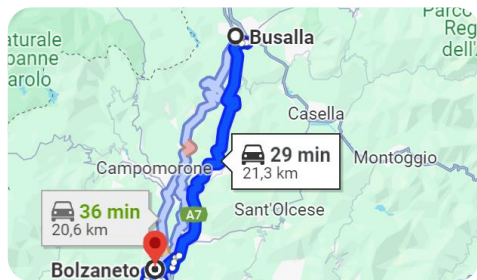 Parco
Reg
dell'
aturale
panne
arolo
Busalla
Casella
29 min
21,3 km
Montoggio
Campomorone
36 min
20,6 km
A7
Sant'Olcese
Bolzaneto